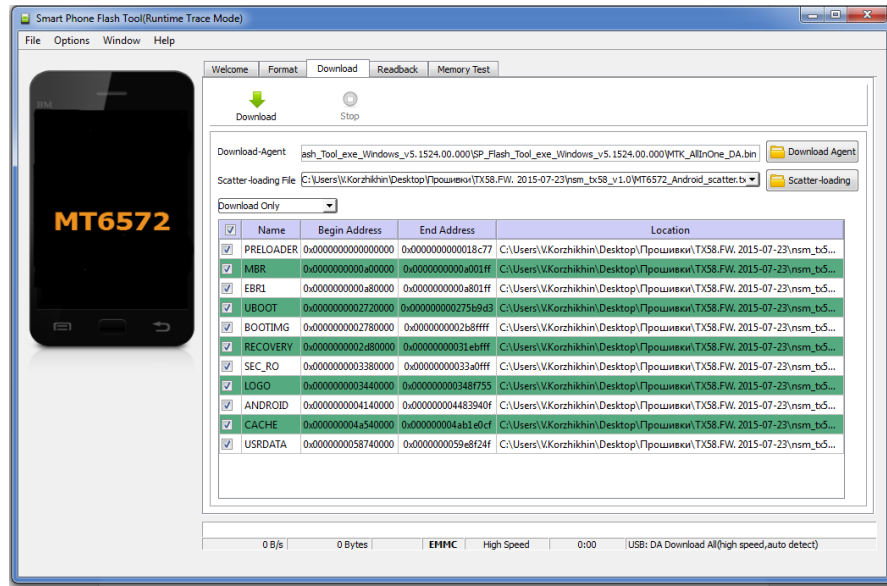 Smart Phone Flash Tool(Runtime Trace Mode)
File Options Window Help
Welcome Format Download Readback Memory Test
BM
MT6572
Download Stop
Download-Agent ash_Tool_exe_Windows_v5.1524.00.000\SP_Flash_Tool_exe_Windows_v5.1524.00.000\MTK_AllInOne_DA.bin Download Agent
Scatter-loading File C:\Users\V.Korzhikhin\Desktop\Прошивки\TX58.FW. 2015-07-23\nsm_tx58_v1.0\MT6572_Android_scatter.tx Scatter-loading
Download Only
Name Begin Address End Address Location
PRELOADER 0x0000000000000000 0x0000000000018c77 C:\Users\V.Korzhikhin\Desktop\Прошивки\TX58.FW. 2015-07-23\nsm_tx5...
MBR 0x0000000000a00000 0x0000000000a001ff C:\Users\V.Korzhikhin\Desktop\Прошивки\TX58.FW. 2015-07-23\nsm_tx5...
EBR1 0x0000000000a80000 0x0000000000a801ff C:\Users\V.Korzhikhin\Desktop\Прошивки\TX58.FW. 2015-07-23\nsm_tx5...
UBOOT 0x0000000002720000 0x000000000275b9d3 C:\Users\V.Korzhikhin\Desktop\Прошивки\TX58.FW. 2015-07-23\nsm_tx5...
BOOTIMG 0x0000000002780000 0x0000000002b8ffff C:\Users\V.Korzhikhin\Desktop\Прошивки\TX58.FW. 2015-07-23\nsm_tx5...
RECOVERY 0x0000000002d80000 0x00000000031ebfff C:\Users\V.Korzhikhin\Desktop\Прошивки\TX58.FW. 2015-07-23\nsm_tx5...
SEC_RO 0x0000000003380000 0x00000000033a0fff C:\Users\V.Korzhikhin\Desktop\Прошивки\TX58.FW. 2015-07-23\nsm_tx5...
LOGO 0x0000000003440000 0x000000000348f755 C:\Users\V.Korzhikhin\Desktop\Прошивки\TX58.FW. 2015-07-23\nsm_tx5...
ANDROID 0x0000000004140000 0x000000004483940f C:\Users\V.Korzhikhin\Desktop\Прошивки\TX58.FW. 2015-07-23\nsm_tx5...
CACHE 0x000000004a540000 0x000000004ab1e0cf C:\Users\V.Korzhikhin\Desktop\Прошивки\TX58.FW. 2015-07-23\nsm_tx5...
USRDATA 0x0000000058740000 0x0000000059e8f24f C:\Users\V.Korzhikhin\Desktop\Прошивки\TX58.FW. 2015-07-23\nsm_tx5...
0 B/s 0 Bytes EMMC High Speed 0:00 USB: DA Download All(high speed,auto detect)